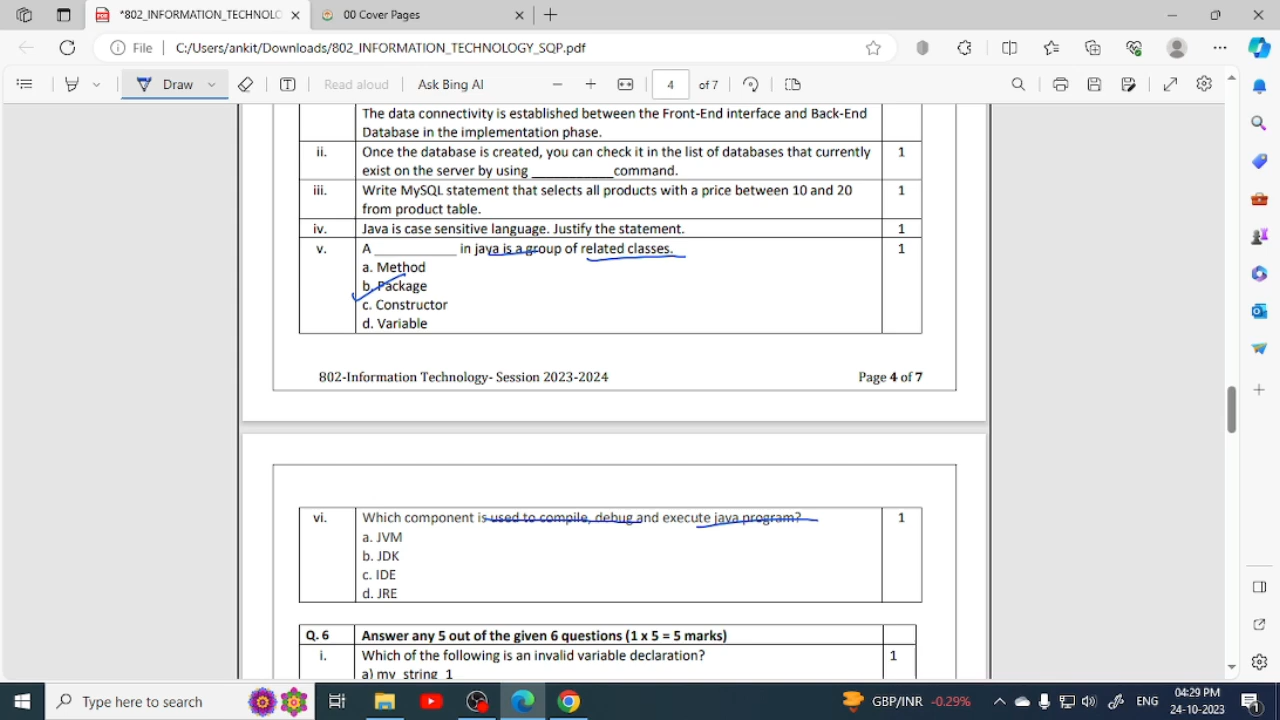 *802_INFORMATION_TECHNOLO
00 Cover Pages
File
C:/Users/ankit/Downloads/802_INFORMATION_TECHNOLOGY_SQP.pdf
Draw
Read aloud
Ask Bing AI
4 of 7
The data connectivity is established between the Front-End interface and Back-End
Database in the implementation phase.
ii. Once the database is created, you can check it in the list of databases that currently 1
exist on the server by using ____________command.
iii. Write MySQL statement that selects all products with a price between 10 and 20 1
from product table.
iv. Java is case sensitive language. Justify the statement. 1
v. A ____________ in java is a group of related classes. 1
a. Method
b. Package
c. Constructor
d. Variable
802-Information Technology- Session 2023-2024 Page 4 of 7
vi. Which component is used to compile, debug and execute java program? 1
a. JVM
b. JDK
c. IDE
d. JRE
Q. 6 Answer any 5 out of the given 6 questions (1 x 5 = 5 marks)
i. Which of the following is an invalid variable declaration? 1
a) my_string_1
Type here to search
GBP/INR -0.29%
ENG
04:29 PM
24-10-2023
1